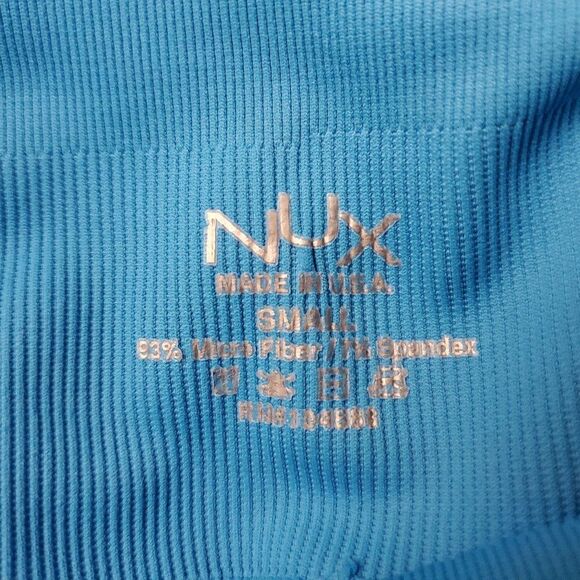 NUX
MADE IN U.S.A.
SMALL
93% Micro Fiber / 7% Spandex